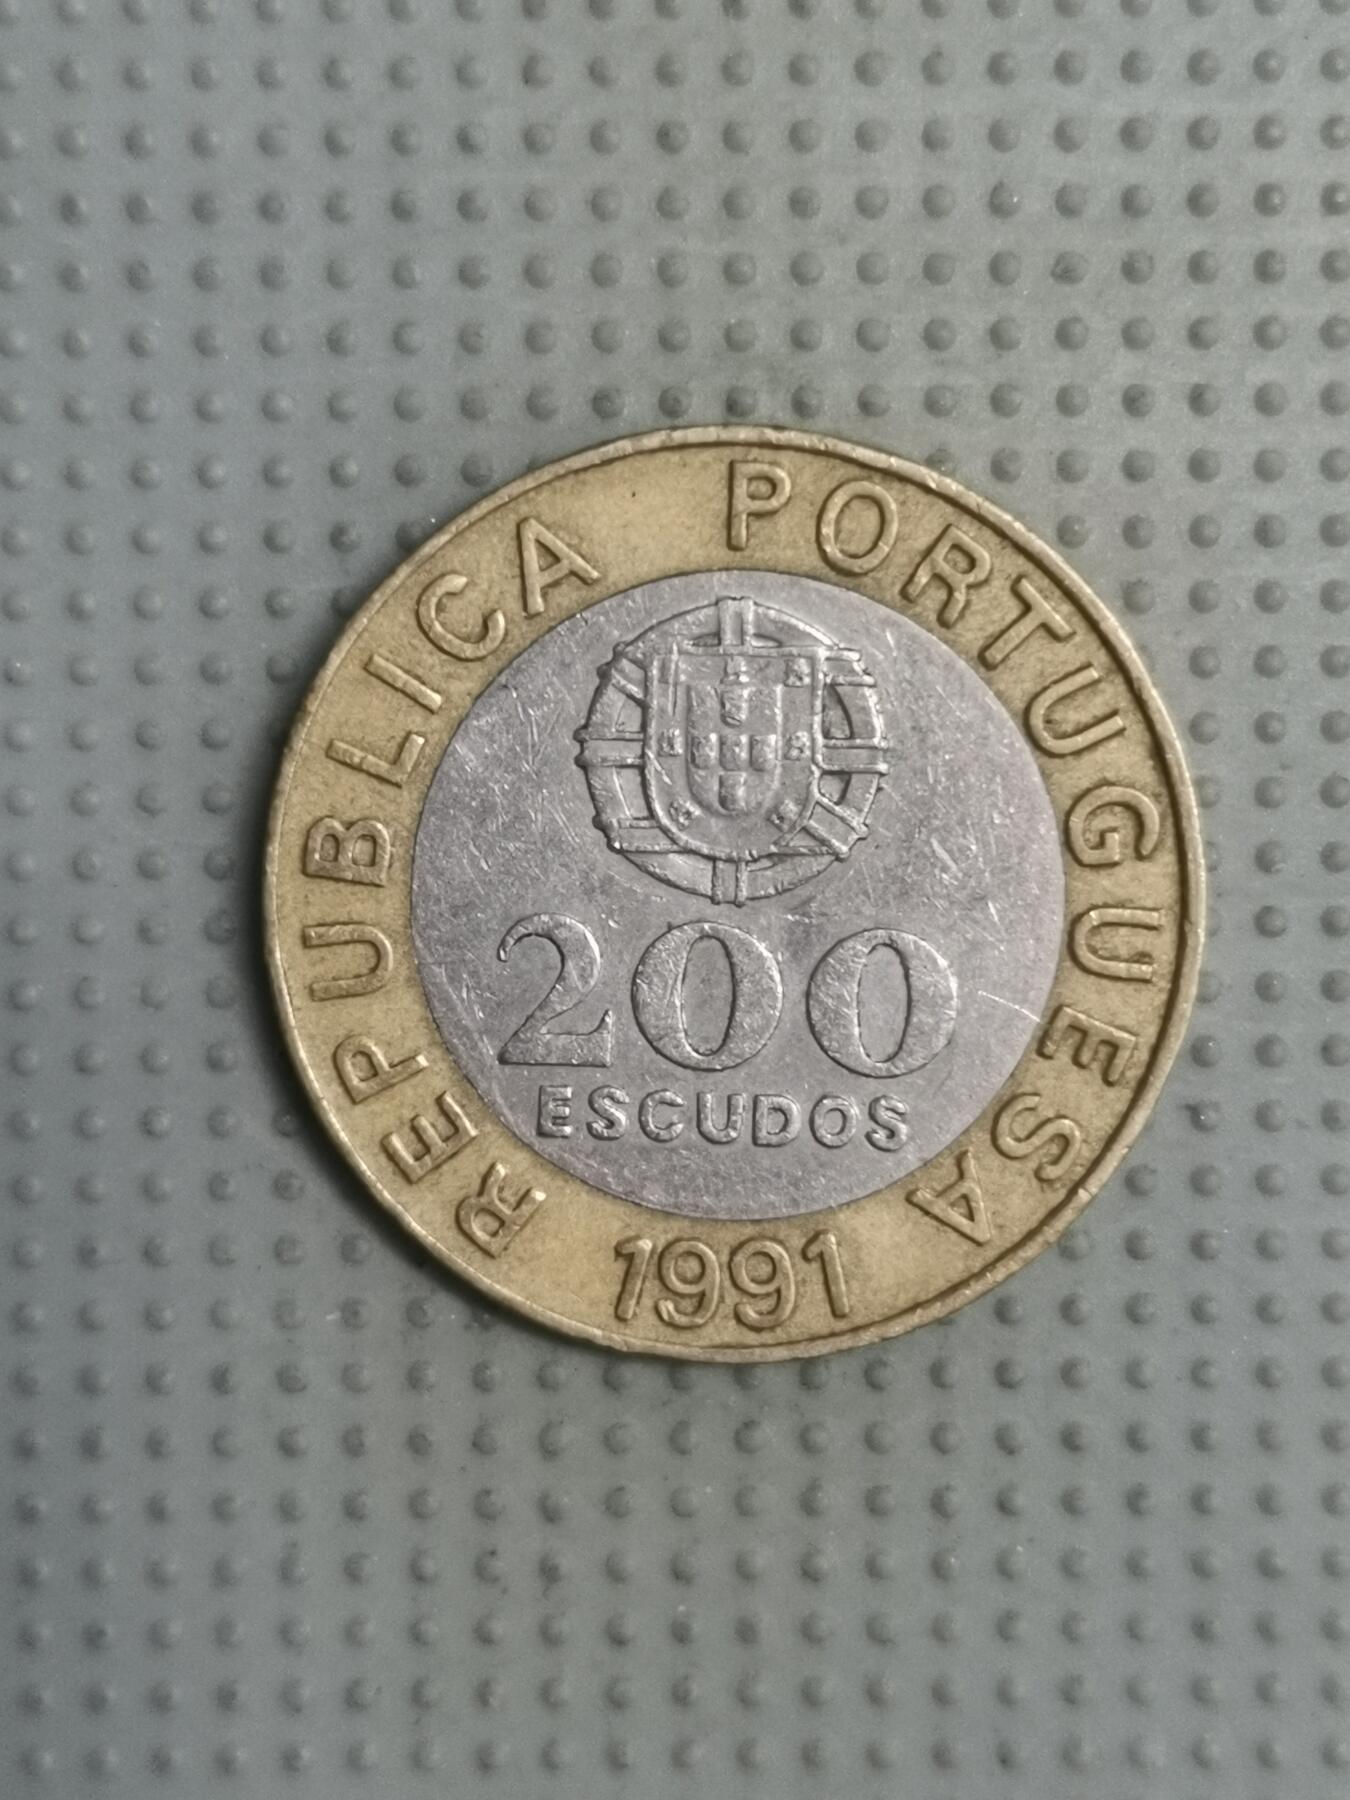 REPUBLICA PORTUGUESA
200
ESCUDOS
1991